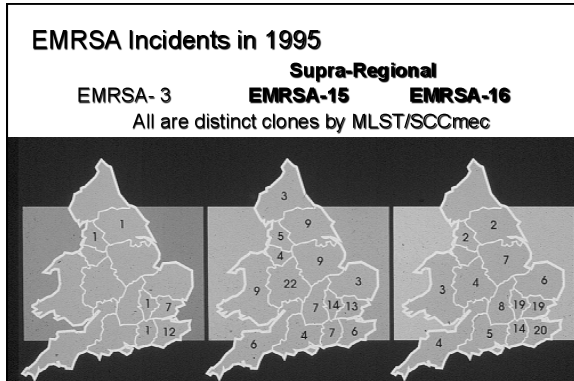 EMRSA Incidents in 1995
Supra-Regional
EMRSA- 3 EMRSA-15 EMRSA-16
All are distinct clones by MLST/SCCmec
1
1
1 7
1 12
3
9
5
4
9
9 22
3
7 14 13
6 4 7 6
2
2
7
3 4
6
8 19 19
4 5 14 20